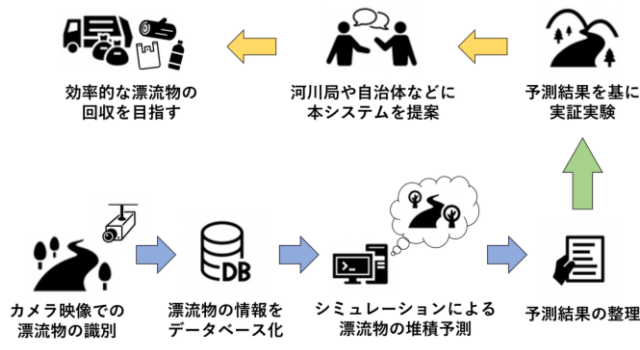 効率的な漂流物の
回収を目指す
河川局や自治体などに
本システムを提案
予測結果を基に
実証実験
DB
カメラ映像での
漂流物の識別
漂流物の情報を
データベース化
シミュレーションによる
漂流物の堆積予測
予測結果の整理